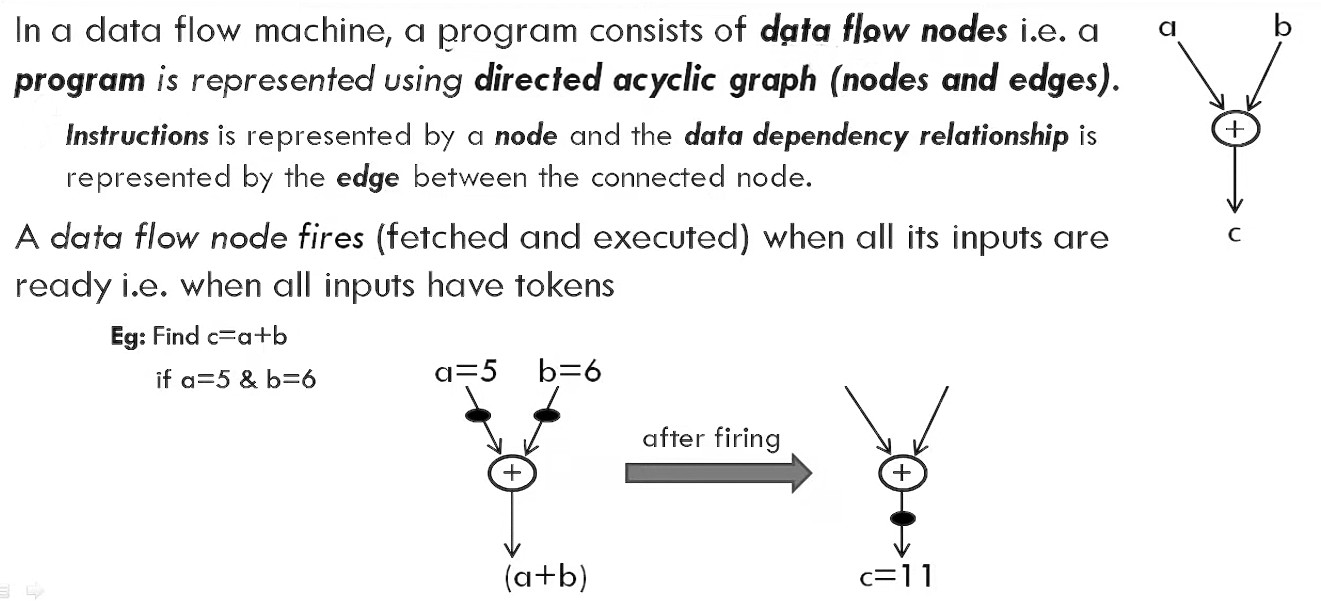 In a data flow machine, a program consists of data flow nodes i.e. a
program is represented using directed acyclic graph (nodes and edges).
Instructions is represented by a node and the data dependency relationship is
represented by the edge between the connected node.
A data flow node fires (fetched and executed) when all its inputs are
ready i.e. when all inputs have tokens
a b
+
c
Eg: Find c=a+b
if a=5 & b=6
a=5 b=6
+
(a+b)
after firing
+
c=11